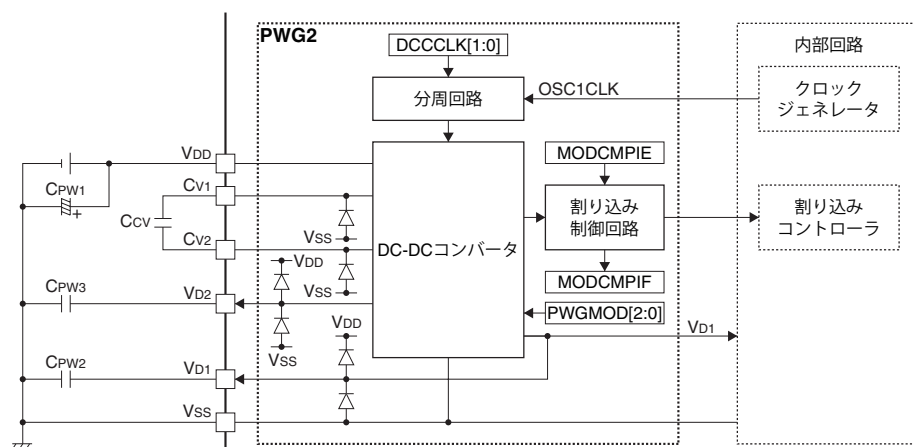 PWG2
DCCCLK[1:0]
内部回路
分周回路
OSC1CLK
クロック
ジェネレータ
VDD
MODCMPIE
CPW1
+
CV1
CCV
VSS
割り込み
制御回路
割り込み
コントローラ
CV2
DC-DCコンバータ
VDD
VSS
MODCMPIF
CPW3
VD2
PWGMOD[2:0]
VSS
VDD
VD1
CPW2
VD1
VSS